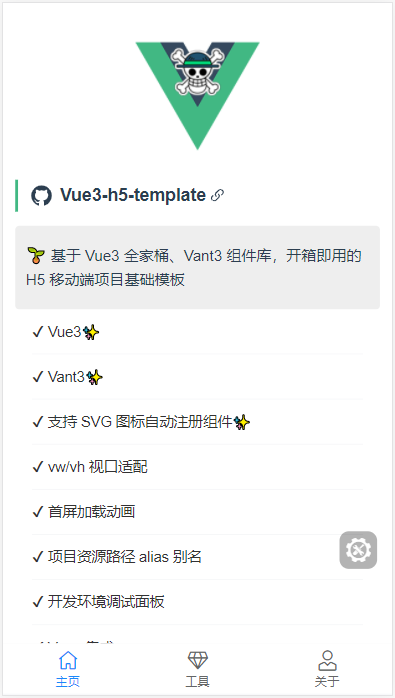 Vue3-h5-template
🌱 基于 Vue3 全家桶、Vant3 组件库，开箱即用的
H5 移动端项目基础模板
✓ Vue3✨
✓ Vant3✨
✓ 支持 SVG 图标自动注册组件✨
✓ vw/vh 视口适配
✓ 首屏加载动画
✓ 项目资源路径 alias 别名
✓ 开发环境调试面板
主页
工具
关于